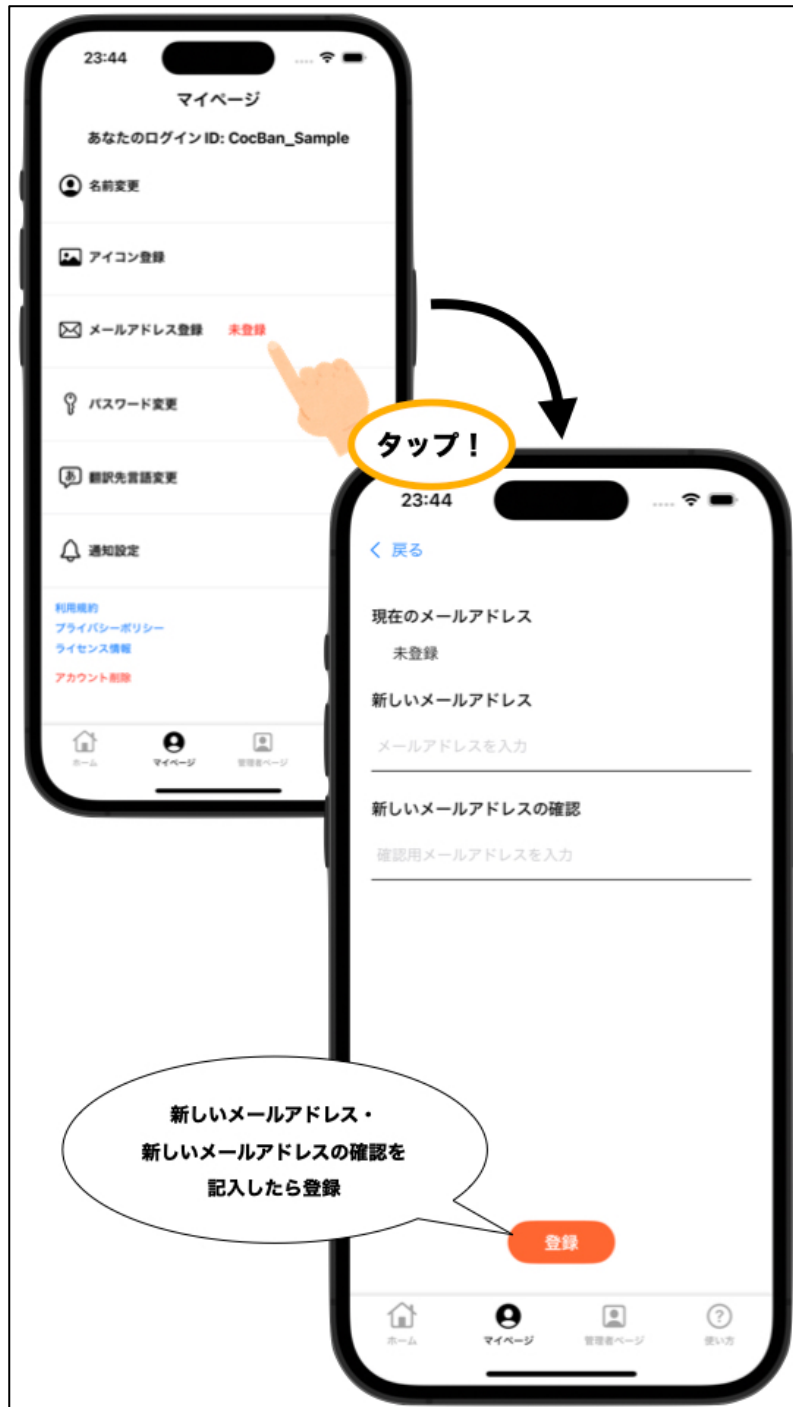 23:44
マイページ
あなたのログイン ID: CocBan_Sample
名前変更
アイコン登録
メールアドレス登録 未登録
パスワード変更
あ 翻訳先言語変更
通知設定
利用規約
プライバシーポリシー
ライセンス情報
アカウント削除
ホーム マイページ 管理者ページ
タップ！
23:44
戻る
現在のメールアドレス
未登録
新しいメールアドレス
メールアドレスを入力
新しいメールアドレスの確認
確認用メールアドレスを入力
新しいメールアドレス・
新しいメールアドレスの確認を
記入したら登録
登録
ホーム マイページ 管理者ページ 使い方